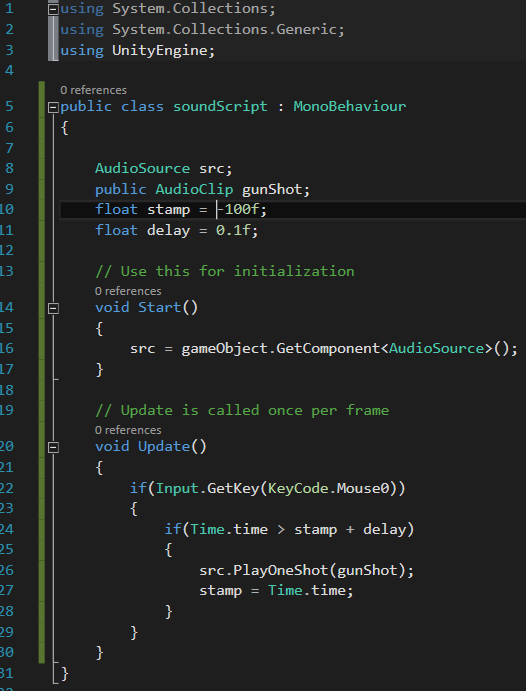 1 using System.Collections;
2 using System.Collections.Generic;
3 using UnityEngine;
4
0 references
5 public class soundScript : MonoBehaviour
6 {
7
8 AudioSource src;
9 public AudioClip gunShot;
10 float stamp = -100f;
11 float delay = 0.1f;
12
13 // Use this for initialization
0 references
14 void Start()
15 {
16 src = gameObject.GetComponent<AudioSource>();
17 }
18
19 // Update is called once per frame
0 references
20 void Update()
21 {
22 if(Input.GetKey(KeyCode.Mouse0))
23 {
24 if(Time.time > stamp + delay)
25 {
26 src.PlayOneShot(gunShot);
27 stamp = Time.time;
28 }
29 }
30 }
31 }